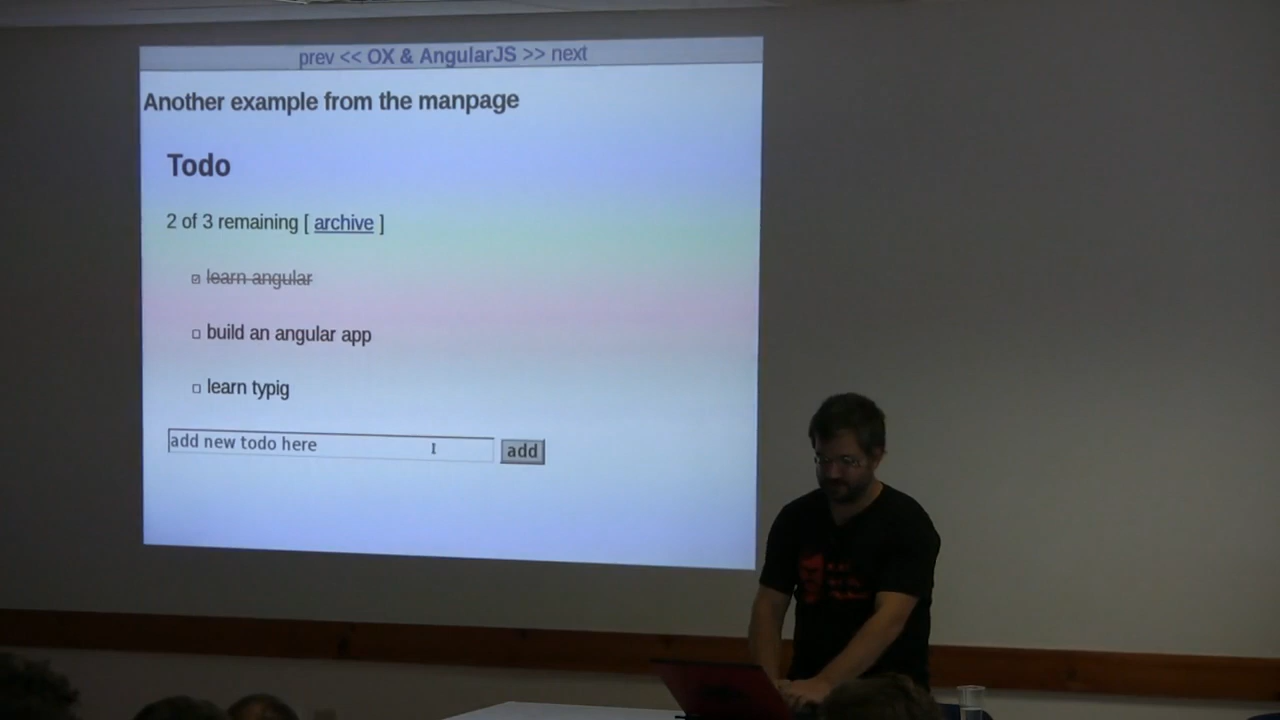 prev << OX & AngularJS >> next
Another example from the manpage
Todo
2 of 3 remaining [ archive ]
learn angular
build an angular app
learn typig
add new todo here
add